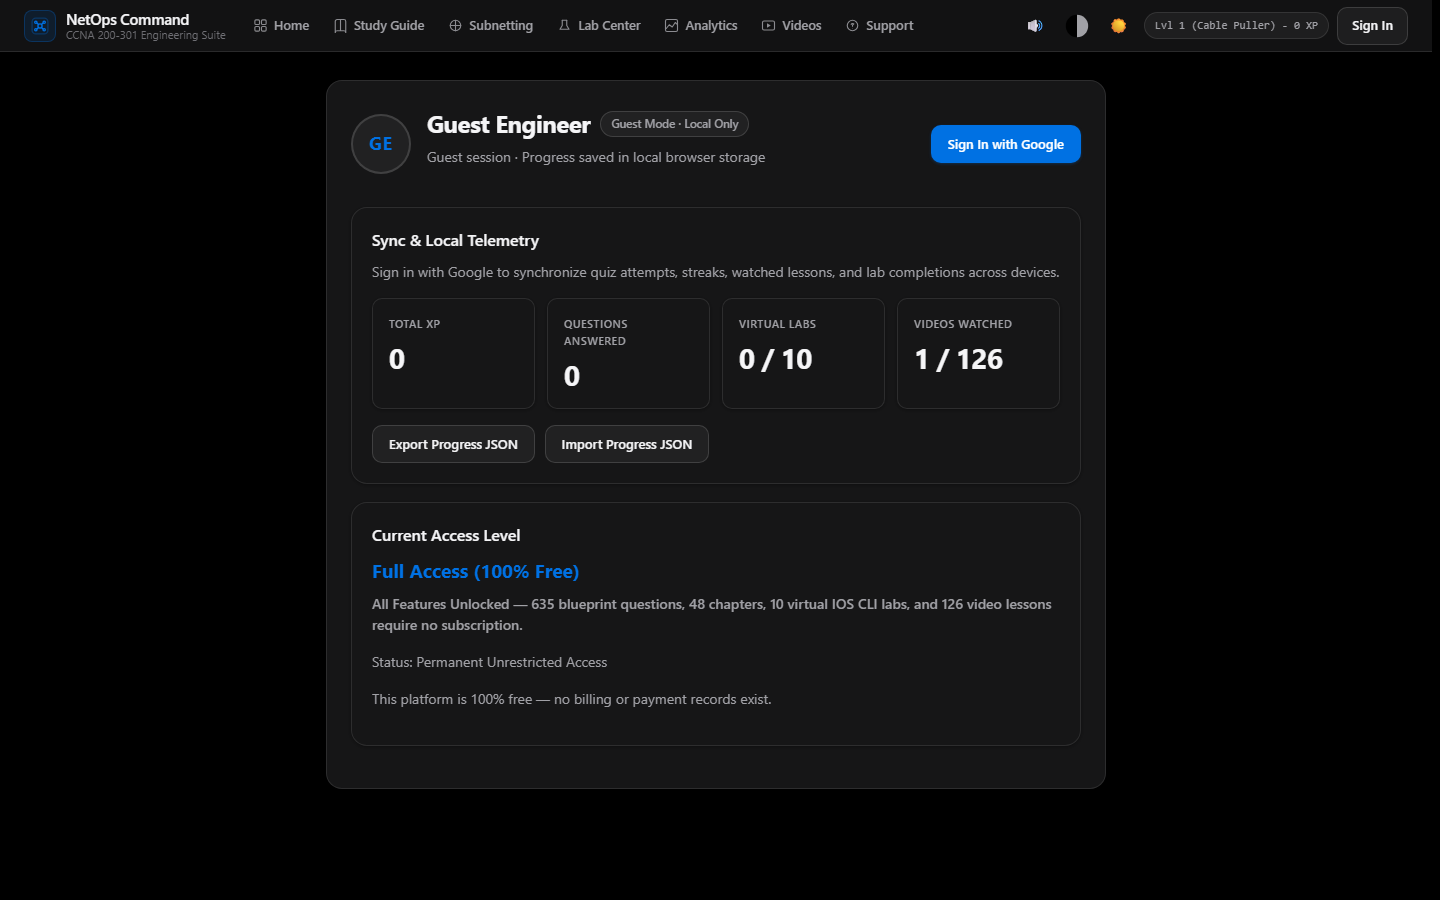 NetOps Command
CCNA 200-301 Engineering Suite
Home
Study Guide
Subnetting
Lab Center
Analytics
Videos
Support
Lvl 1 (Cable Puller) - 0 XP
Sign In
GE
Guest Engineer
Guest Mode · Local Only
Guest session · Progress saved in local browser storage
Sign In with Google
Sync & Local Telemetry
Sign in with Google to synchronize quiz attempts, streaks, watched lessons, and lab completions across devices.
TOTAL XP
0
QUESTIONS
ANSWERED
0
VIRTUAL LABS
0 / 10
VIDEOS WATCHED
1 / 126
Export Progress JSON
Import Progress JSON
Current Access Level
Full Access (100% Free)
All Features Unlocked — 635 blueprint questions, 48 chapters, 10 virtual IOS CLI labs, and 126 video lessons
require no subscription.
Status: Permanent Unrestricted Access
This platform is 100% free — no billing or payment records exist.